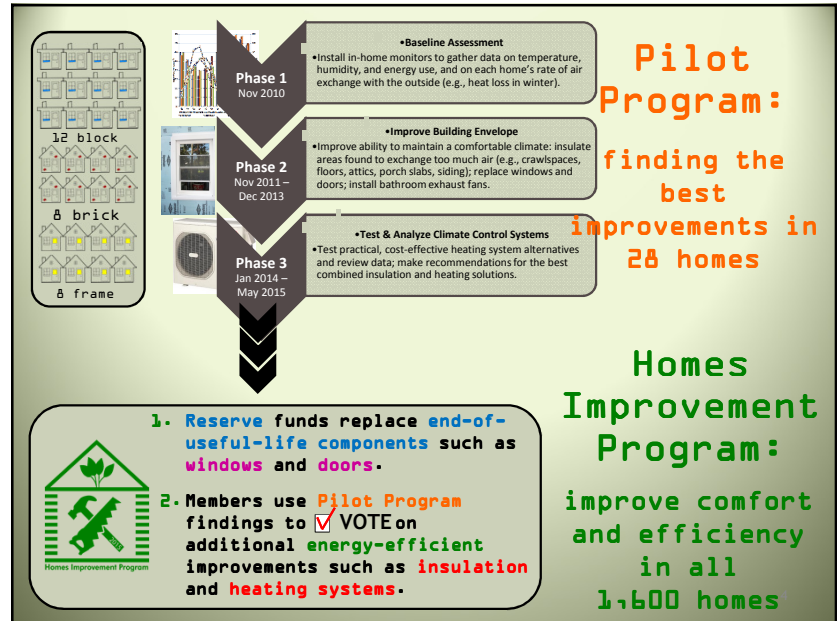 12 block
8 brick
8 frame
Phase 1
Nov 2010
•Baseline Assessment
•Install in-home monitors to gather data on temperature,
humidity, and energy use, and on each home's rate of air
exchange with the outside (e.g., heat loss in winter).
Phase 2
Nov 2011 –
Dec 2013
•Improve Building Envelope
•Improve ability to maintain a comfortable climate: insulate
areas found to exchange too much air (e.g., crawlspaces,
floors, attics, porch slabs, siding); replace windows and
doors; install bathroom exhaust fans.
Phase 3
Jan 2014 –
May 2015
•Test & Analyze Climate Control Systems
•Test practical, cost-effective heating system alternatives
and review data; make recommendations for the best
combined insulation and heating solutions.
Pilot
Program:
finding the
best
improvements in
28 homes
Homes Improvement Program
1. Reserve funds replace end-of-
useful-life components such as
windows and doors.
2. Members use Pilot Program
findings to VOTE on
additional energy-efficient
improvements such as insulation
and heating systems.
Homes
Improvement
Program:
improve comfort
and efficiency
in all
1,600 homes